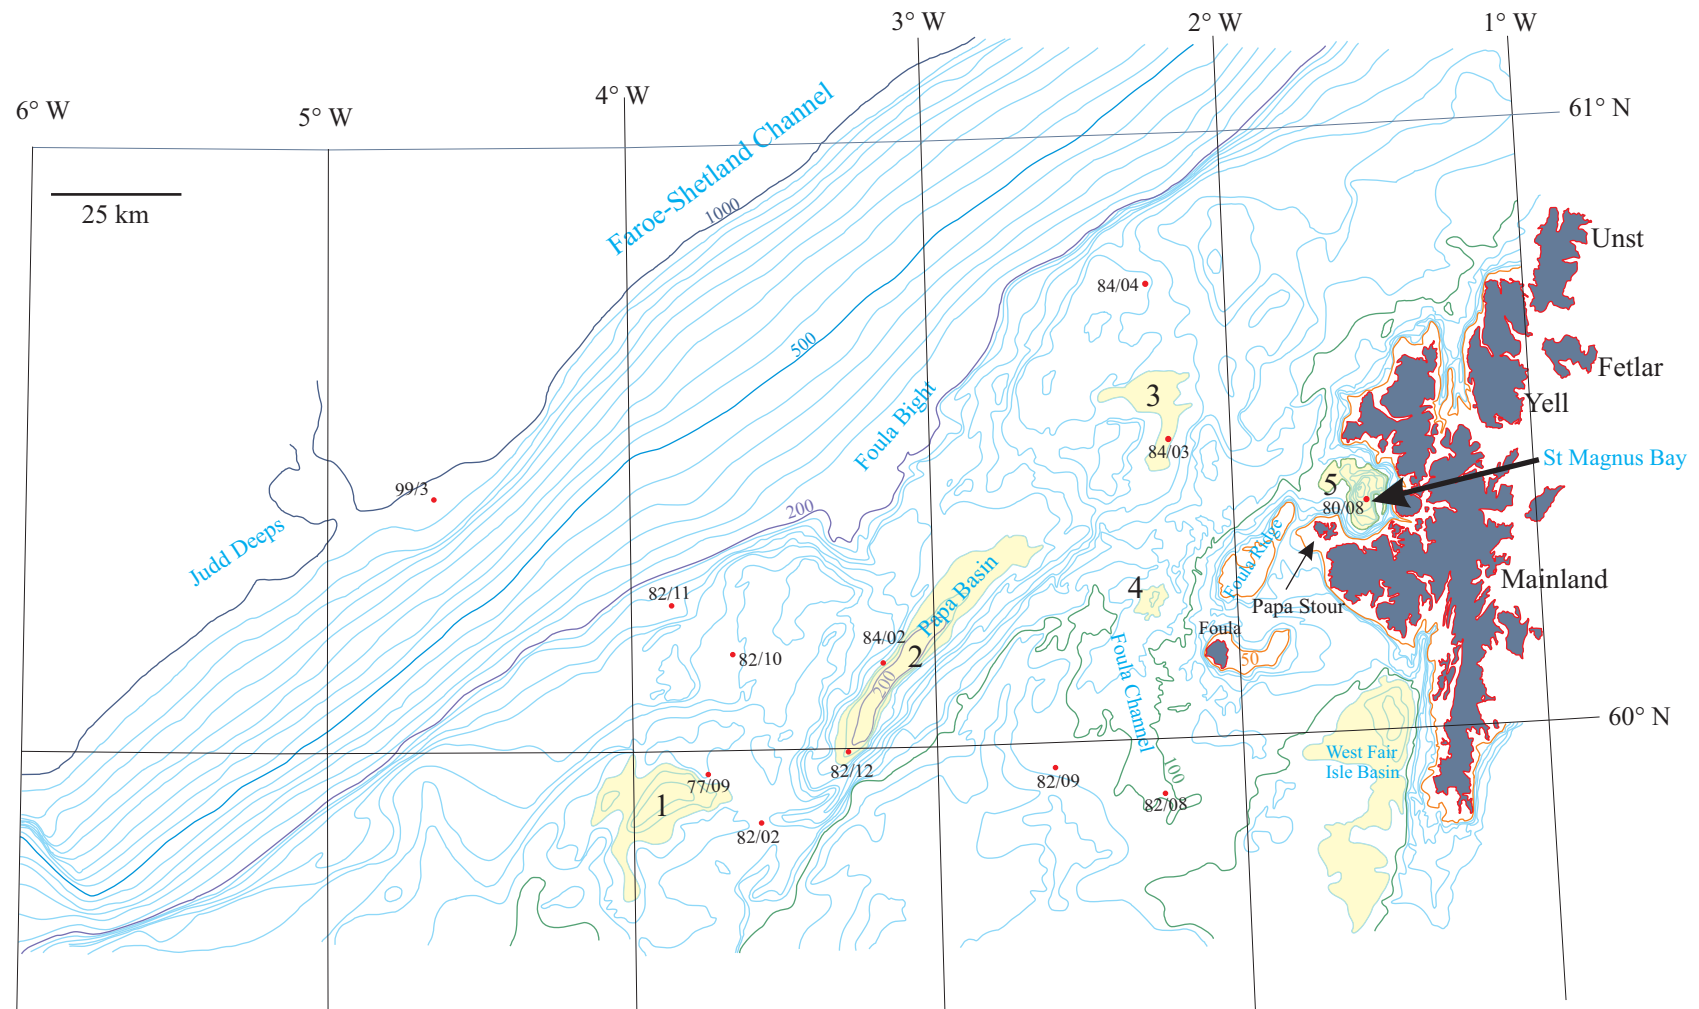 3° W
2° W
1° W
6° W
5° W
4° W
61° N
25 km
Faroe-Shetland Channel
1000
Unst
84/04
500
Fetlar
3
Yell
Foula Bight
84/03
St Magnus Bay
5
99/3
80/08
200
Judd Deeps
Foula Ridge
Mainland
4
82/11
Papa Stour
Papa Basin
84/02
Foula
82/10
2
50
200
Foula Channel
60° N
West Fair
Isle Basin
82/12
100
77/09
82/09
1
82/08
82/02